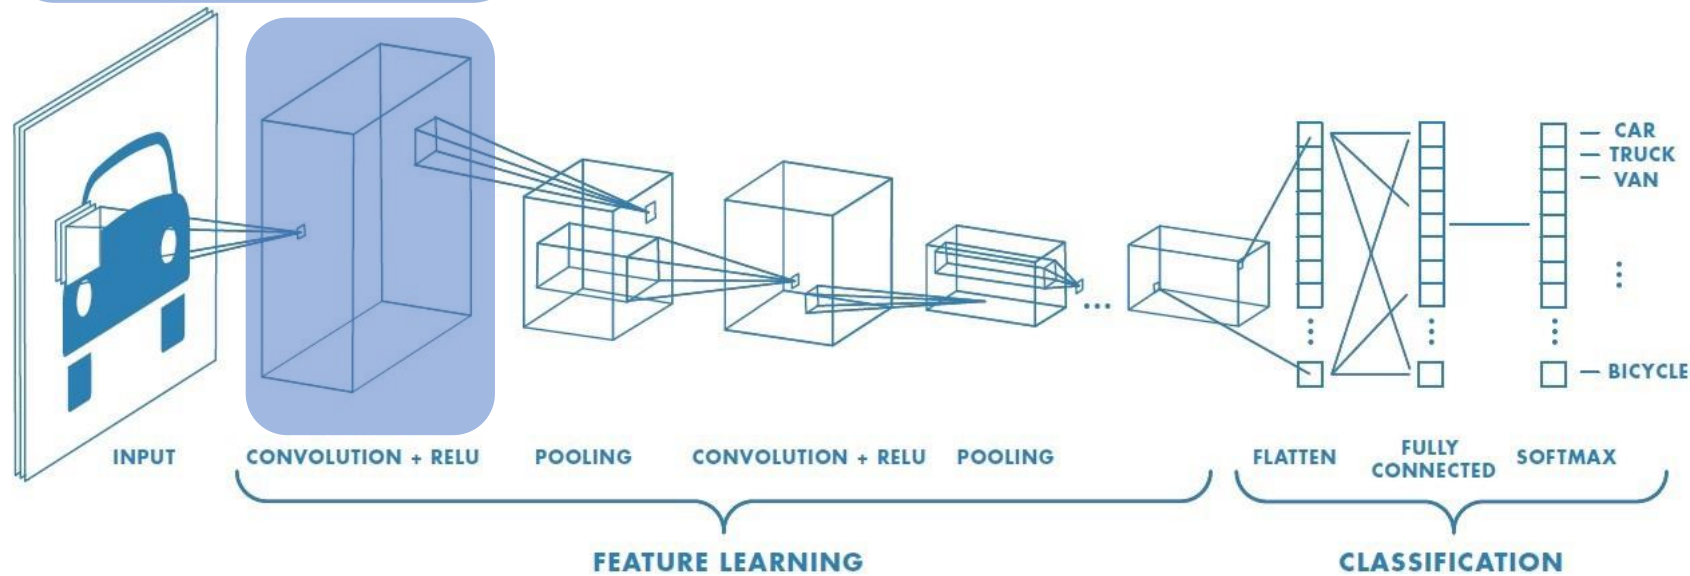 CAR
TRUCK
VAN
BICYCLE
INPUT
CONVOLUTION + RELU
POOLING
CONVOLUTION + RELU
POOLING
FLATTEN
FULLY
CONNECTED
SOFTMAX
FEATURE LEARNING
CLASSIFICATION